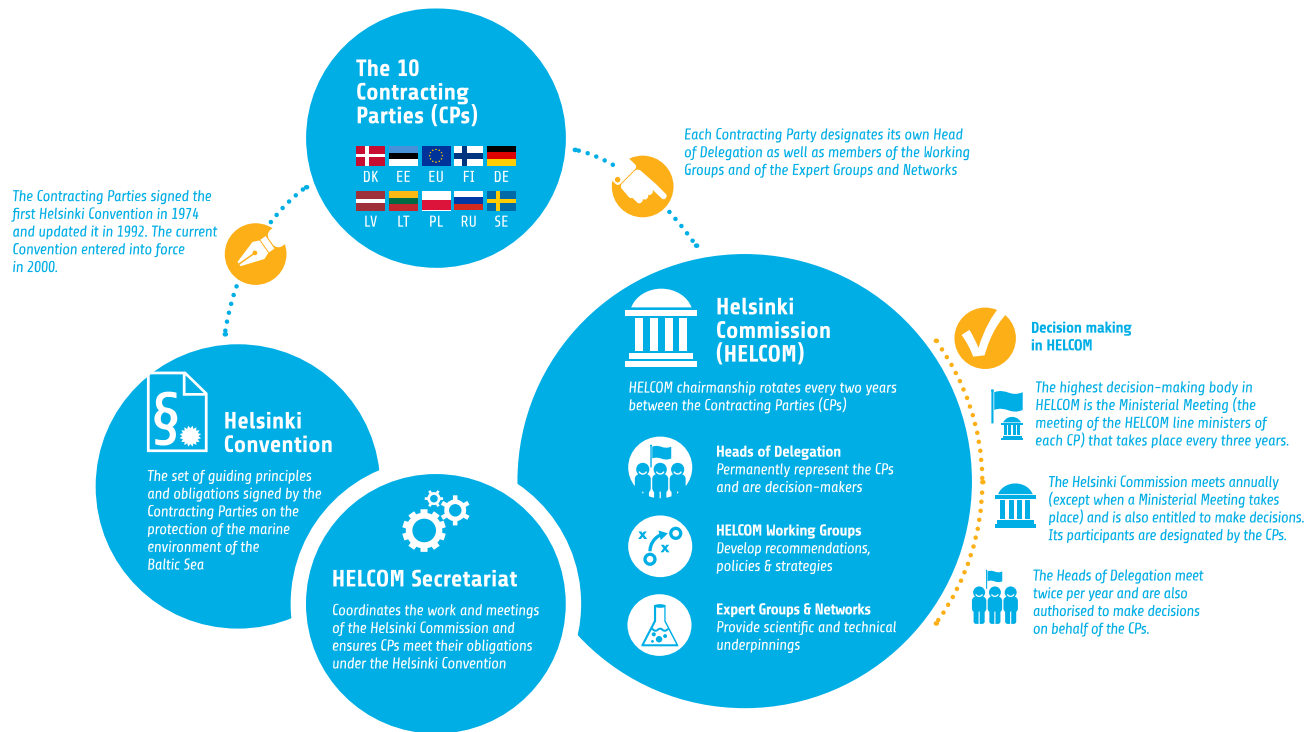 The 10
Contracting
Parties (CPs)
DK EE EU FI DE
LV LT PL RU SE
Each Contracting Party designates its own Head
of Delegation as well as members of the Working
Groups and of the Expert Groups and Networks
The Contracting Parties signed the
first Helsinki Convention in 1974
and updated it in 1992. The current
Convention entered into force
in 2000.
Helsinki
Convention
The set of guiding principles
and obligations signed by the
Contracting Parties on the
protection of the marine
environment of the
Baltic Sea
HELCOM Secretariat
Coordinates the work and meetings
of the Helsinki Commission and
ensures CPs meet their obligations
under the Helsinki Convention
Helsinki
Commission
(HELCOM)
HELCOM chairmanship rotates every two years
between the Contracting Parties (CPs)
Heads of Delegation
Permanently represent the CPs
and are decision-makers
HELCOM Working Groups
Develop recommendations,
policies & strategies
Expert Groups & Networks
Provide scientific and technical
underpinnings
Decision making
in HELCOM
The highest decision-making body in
HELCOM is the Ministerial Meeting (the
meeting of the HELCOM line ministers of
each CP) that takes place every three years.
The Helsinki Commission meets annually
(except when a Ministerial Meeting takes
place) and is also entitled to make decisions.
Its participants are designated by the CPs.
The Heads of Delegation meet
twice per year and are also
authorised to make decisions
on behalf of the CPs.